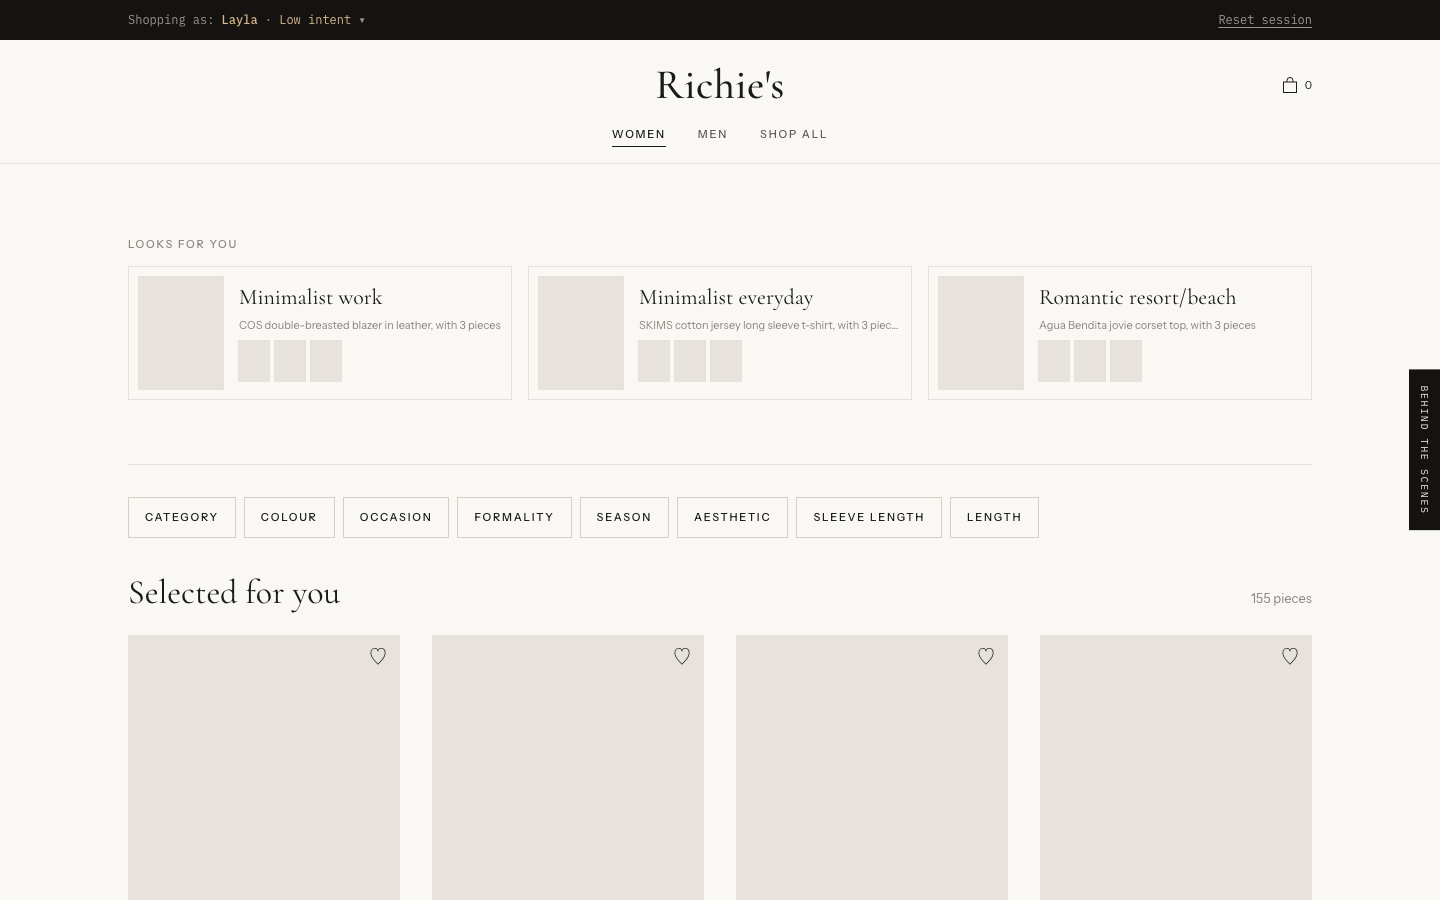 Shopping as: Layla · Low intent ▾
Reset session
Richie's
0
WOMEN
MEN
SHOP ALL
LOOKS FOR YOU
Minimalist work
COS double-breasted blazer in leather, with 3 pieces
Minimalist everyday
SKIMS cotton jersey long sleeve t-shirt, with 3 piec...
Romantic resort/beach
Agua Bendita jovie corset top, with 3 pieces
BEHIND THE SCENES
CATEGORY
COLOUR
OCCASION
FORMALITY
SEASON
AESTHETIC
SLEEVE LENGTH
LENGTH
Selected for you
155 pieces